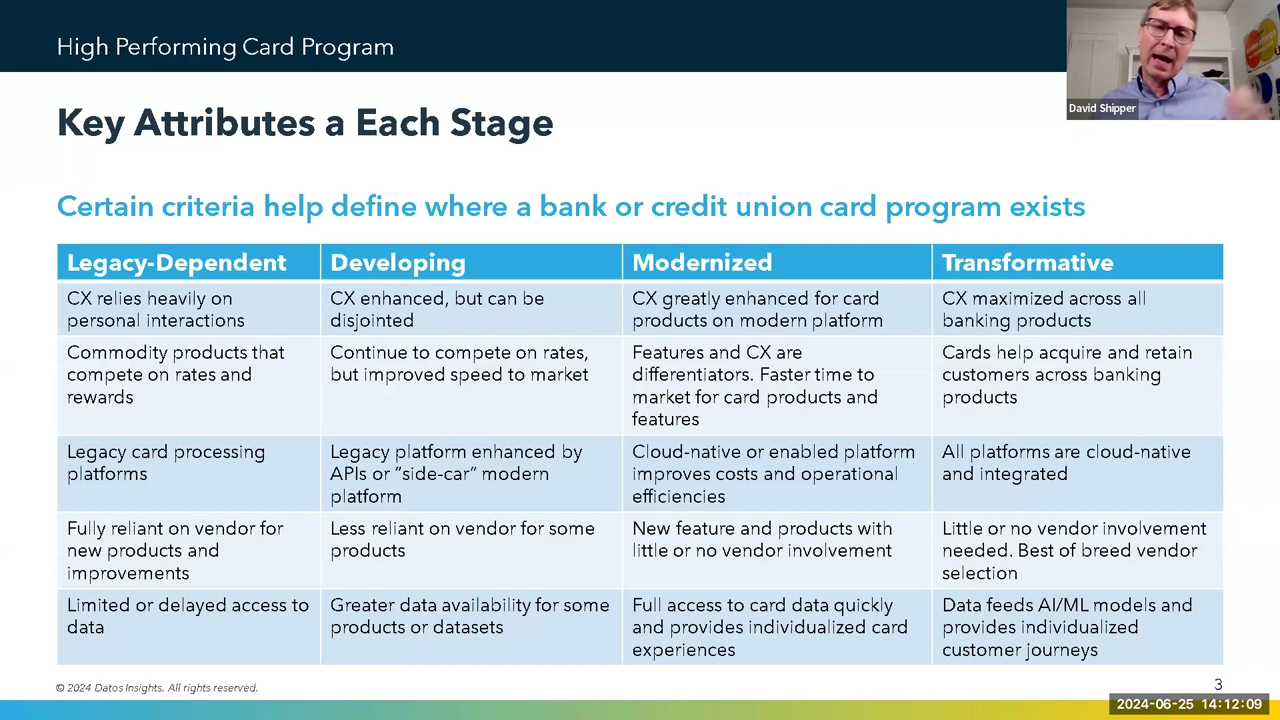 High Performing Card Program
David Shipper
Key Attributes a Each Stage
Certain criteria help define where a bank or credit union card program exists
Legacy-Dependent
Developing
Modernized
Transformative
CX relies heavily on
personal interactions
CX enhanced, but can be
disjointed
CX greatly enhanced for card
products on modern platform
CX maximized across all
banking products
Commodity products that
compete on rates and
rewards
Continue to compete on rates,
but improved speed to market
Features and CX are
differentiators. Faster time to
market for card products and
features
Cards help acquire and retain
customers across banking
products
Legacy card processing
platforms
Legacy platform enhanced by
APIs or “side-car” modern
platform
Cloud-native or enabled platform
improves costs and operational
efficiencies
All platforms are cloud-native
and integrated
Fully reliant on vendor for
new products and
improvements
Less reliant on vendor for some
products
New feature and products with
little or no vendor involvement
Little or no vendor involvement
needed. Best of breed vendor
selection
Limited or delayed access to
data
Greater data availability for some
products or datasets
Full access to card data quickly
and provides individualized card
experiences
Data feeds AI/ML models and
provides individualized
customer journeys
© 2024 Datos Insights. All rights reserved.
3
2024-06-25 14:12:09